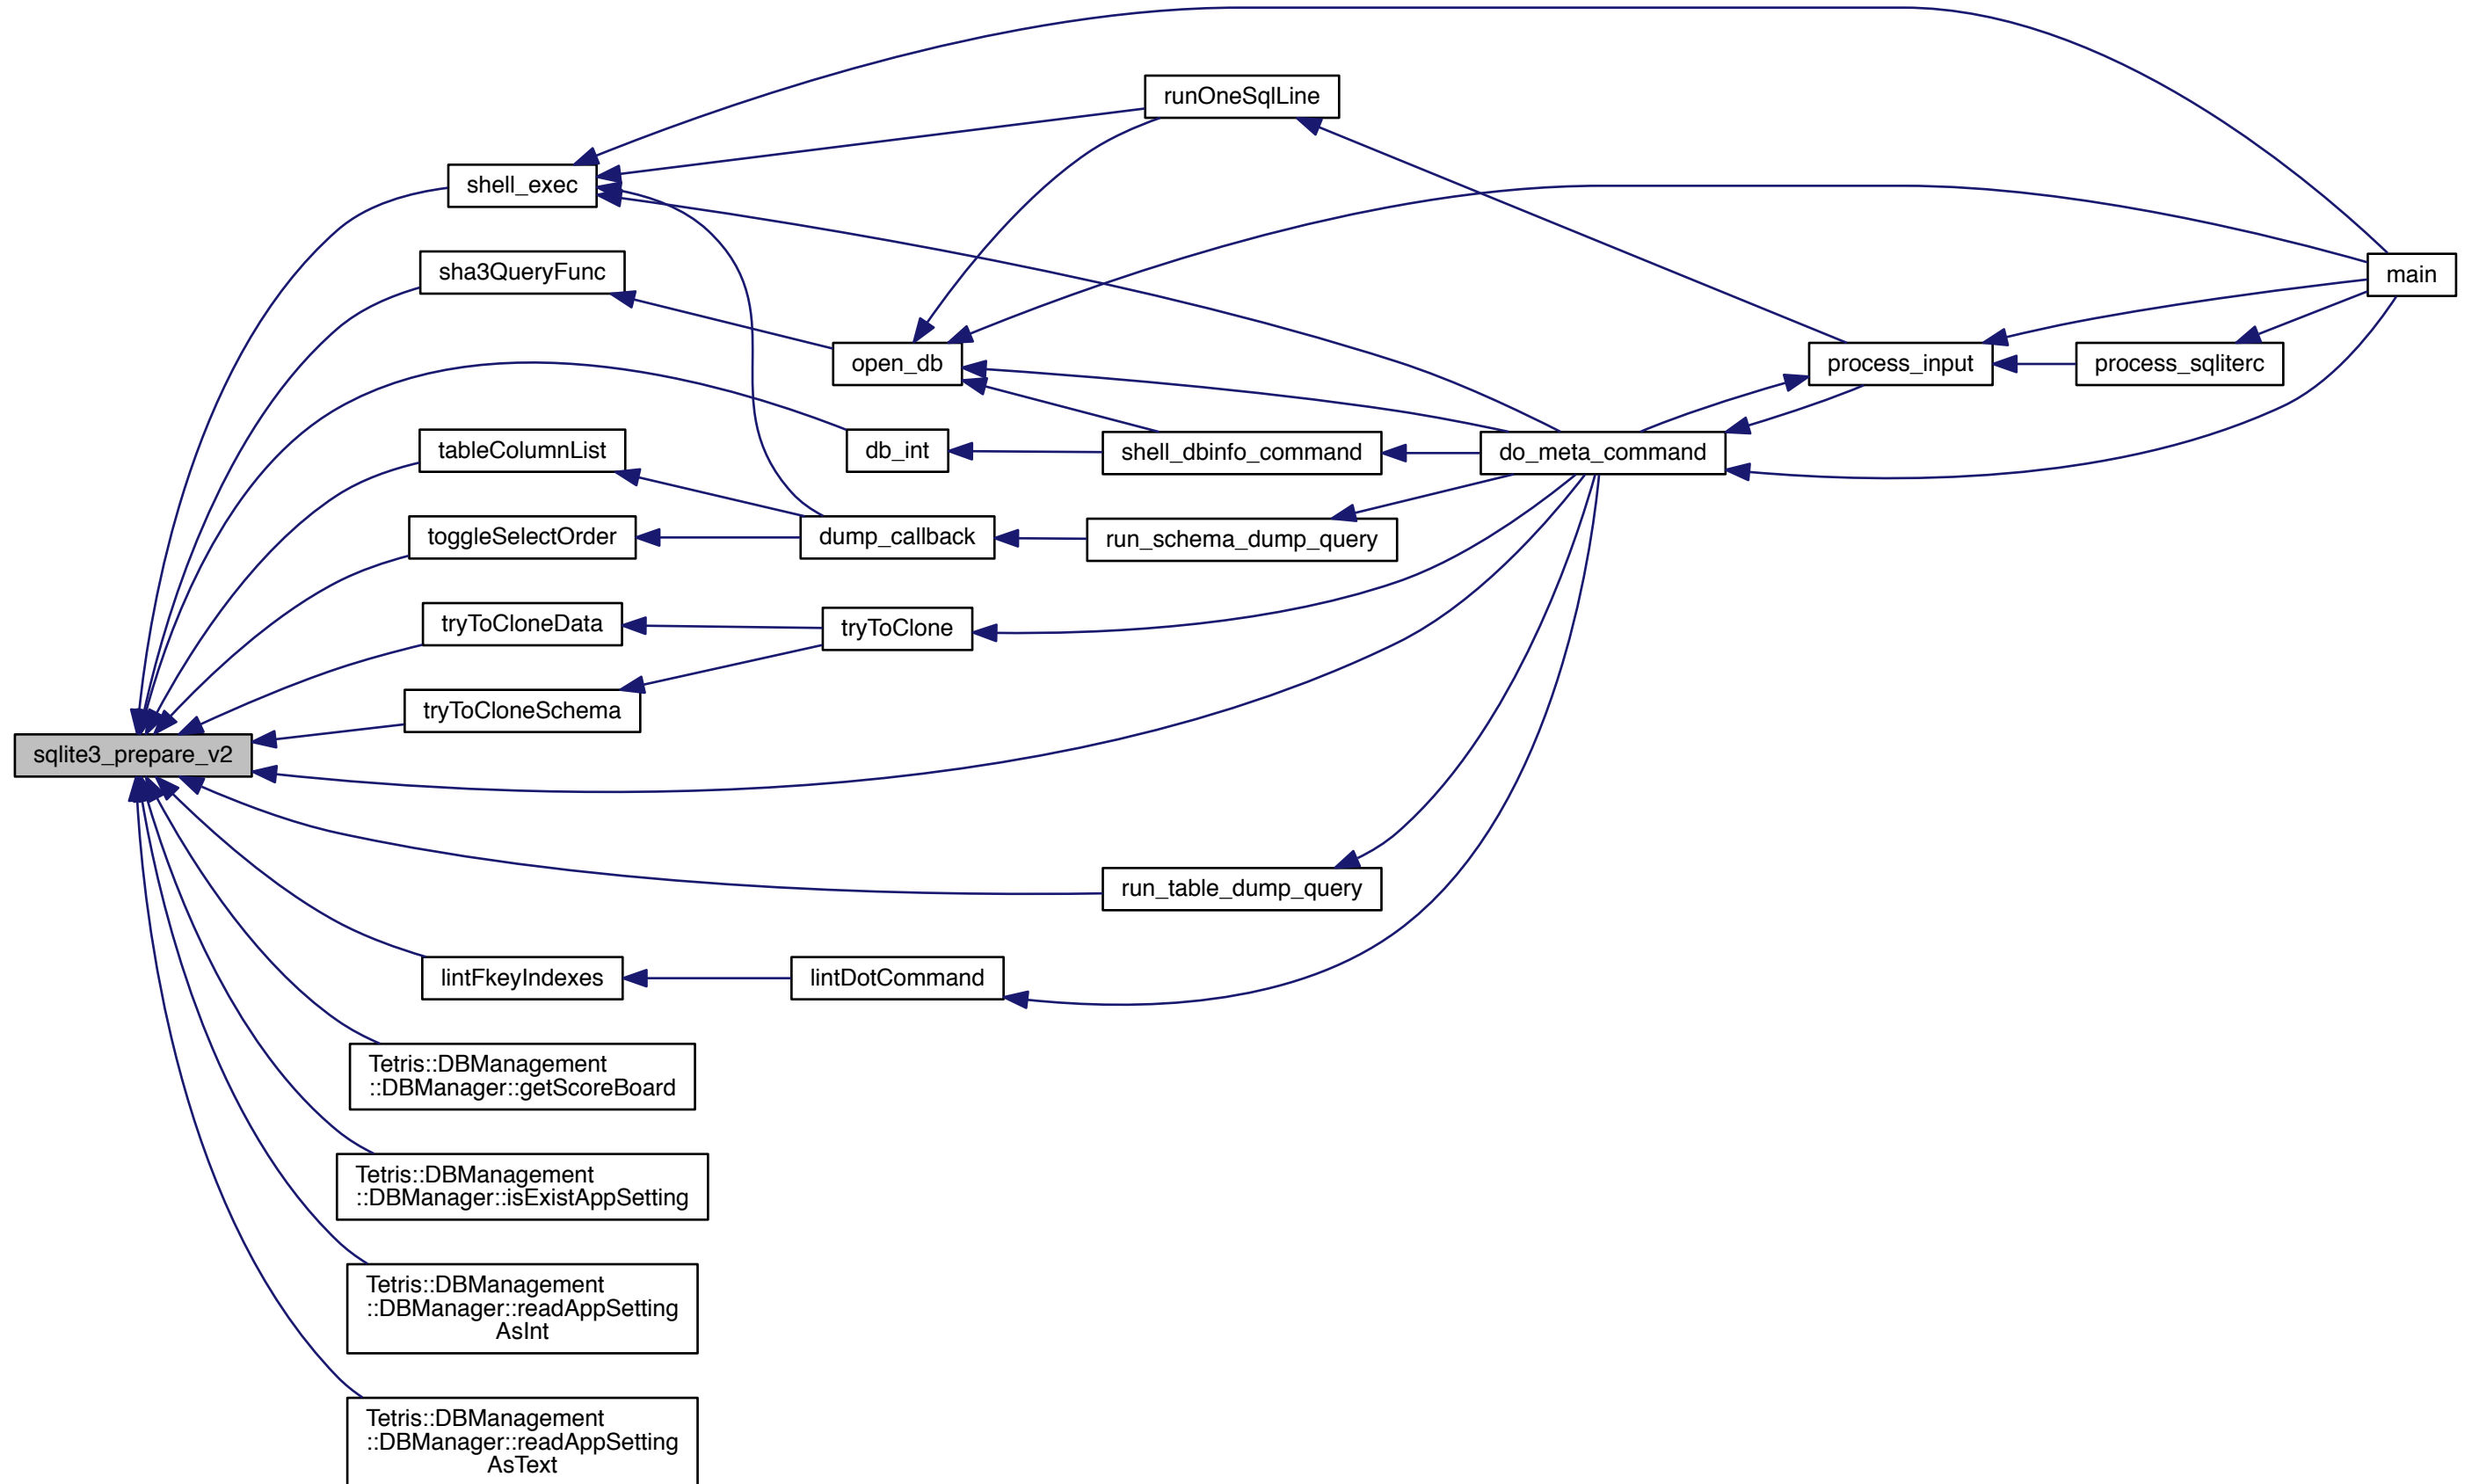 runOneSqlLine
shell_exec
sha3QueryFunc
main
open_db
process_input
process_sqliterc
tableColumnList
db_int
shell_dbinfo_command
do_meta_command
toggleSelectOrder
dump_callback
run_schema_dump_query
tryToCloneData
tryToClone
tryToCloneSchema
sqlite3_prepare_v2
run_table_dump_query
lintFkeyIndexes
lintDotCommand
Tetris::DBManagement
::DBManager::getScoreBoard
Tetris::DBManagement
::DBManager::isExistAppSetting
Tetris::DBManagement
::DBManager::readAppSetting
AsInt
Tetris::DBManagement
::DBManager::readAppSetting
AsText